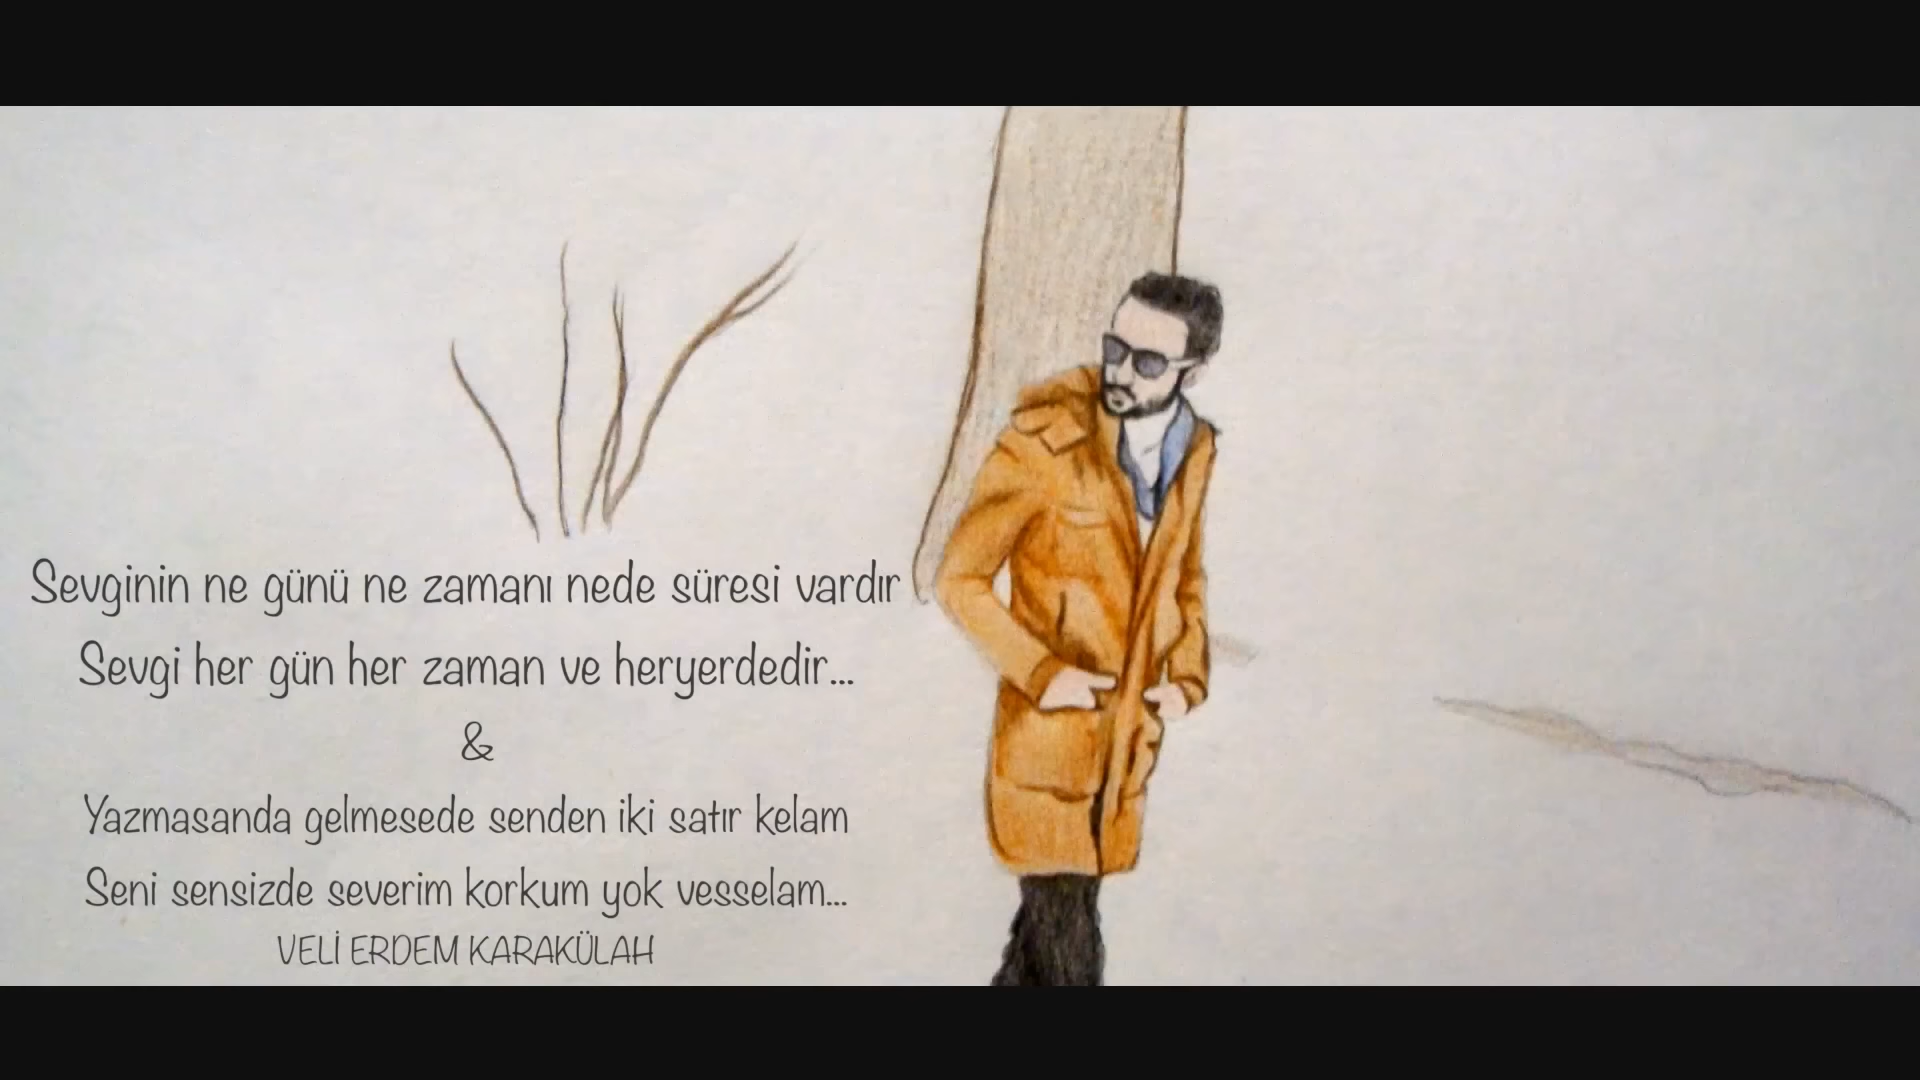 Sevginin ne günü ne zamanı nede süresi vardır
Sevgi her gün her zaman ve heryerdedir...
&
Yazmasanda gelmesede senden iki satır kelam
Seni sensizde severim korkum yok vesselam...
VELİ ERDEM KARAKÜLAH